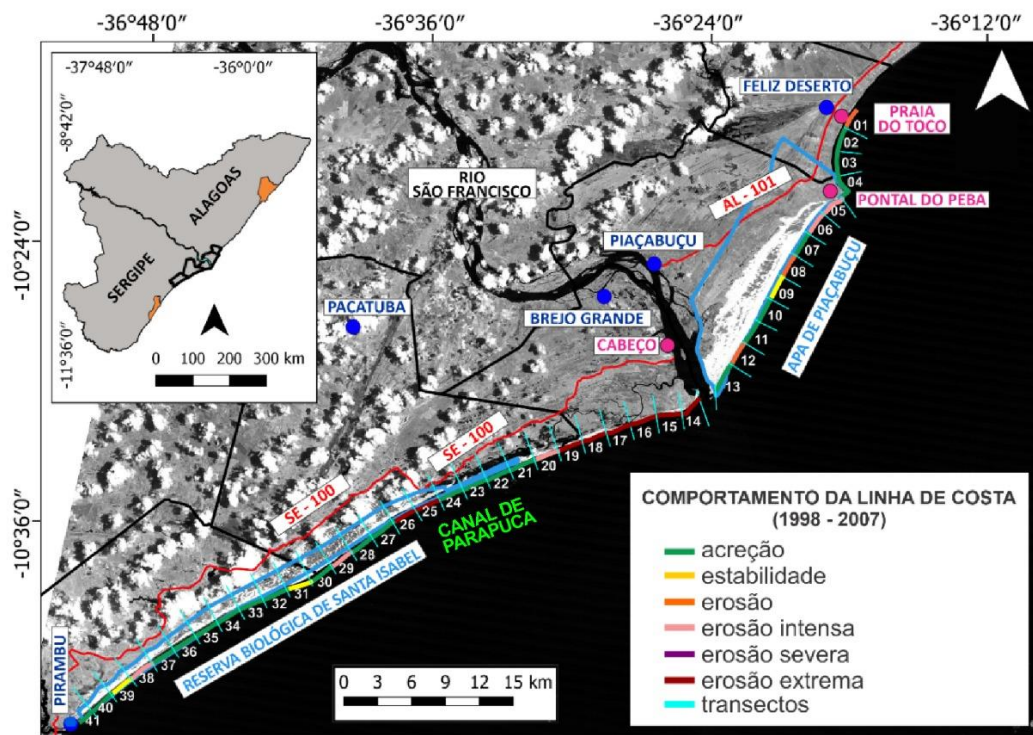 -36°48'0"
-36°36'0"
-36°24'0"
-36°12'0"
-37°48'0"
-36°0'0"
-8°42'0"
-11°36'0"
ALAGOAS
SERGIPE
0 100 200 300 km
-10°24'0"
-10°36'0"
FELIZ DESERTO
PRAIA
DO TOCO
RIO
SÃO FRANCISCO
AL - 101
PONTAL DO PEBA
PIAÇABUÇU
BREJO GRANDE
PACATUBA
CABEÇO
APA DE PIAÇABUÇU
SE - 100
SE - 100
CANAL DE
PARAPUCA
RESERVA BIOLÓGICA DE SANTA ISABEL
PIRAMBU
01
02
03
04
05
06
07
08
09
10
11
12
13
14
15
16
17
18
19
20
21
22
23
24
25
26
27
28
29
30
31
32
33
34
35
36
37
38
39
40
41
0 3 6 9 12 15 km
COMPORTAMENTO DA LINHA DE COSTA
(1998 - 2007)
acreção
estabilidade
erosão
erosão intensa
erosão severa
erosão extrema
transectos